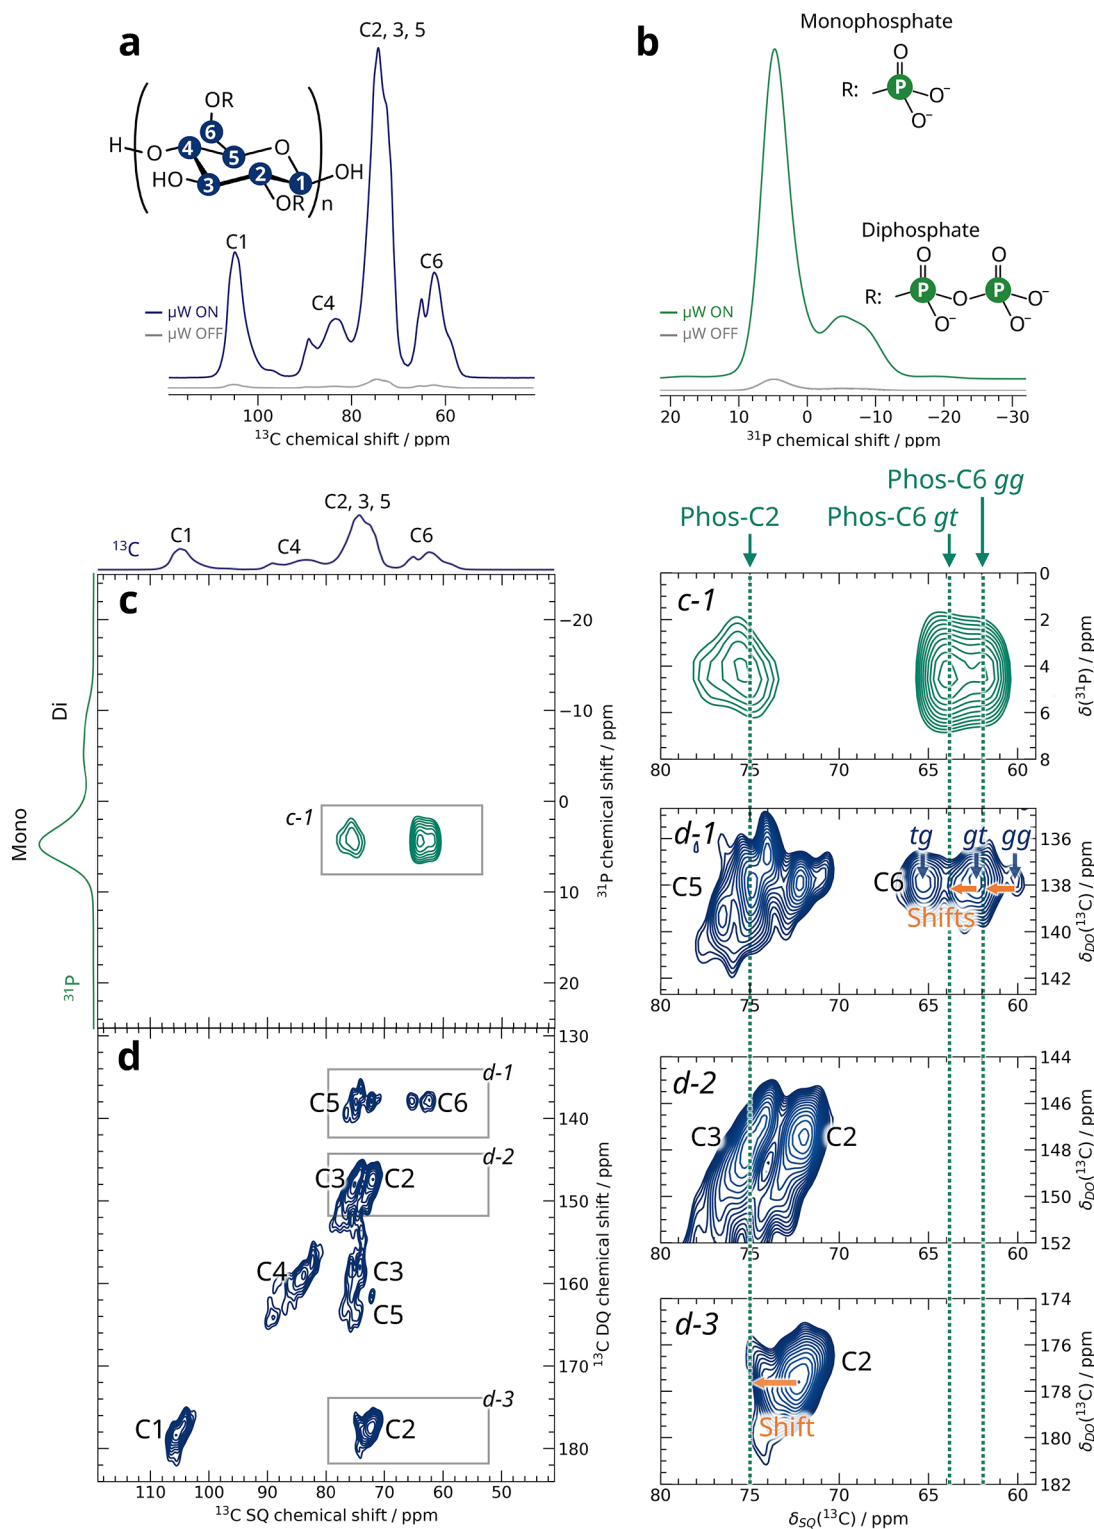 a
C2, 3, 5
OR
6
H
O
4
5
O
HO
3
2
1
OH
OR
n
C1
C4
C6
μW ON
μW OFF
100
80
60
¹³C chemical shift / ppm
b
Monophosphate
O
R:
P
O⁻
O⁻
Diphosphate
O
O
R:
P
O
P
O⁻
O⁻
O⁻
μW ON
μW OFF
20
10
0
−10
−20
−30
³¹P chemical shift / ppm
¹³C
C1
C4
C2, 3, 5
C6
c
Di
Mono
³¹P
c-1
−20
−10
0
10
20
³¹P chemical shift / ppm
d
d-1
C5
C6
d-2
C3
C2
C4
C3
C5
d-3
C1
C2
130
140
150
160
170
180
¹³C DQ chemical shift / ppm
110
100
90
80
70
60
50
¹³C SQ chemical shift / ppm
Phos-C6 gg
Phos-C2
Phos-C6 gt
c-1
0
2
4
6
8
δ(³¹P) / ppm
80
75
70
65
60
d-1
tg
gt
gg
C5
C6
Shifts
136
138
140
142
δDQ(¹³C) / ppm
80
75
70
65
60
d-2
C3
C2
144
146
148
150
152
δDQ(¹³C) / ppm
80
75
70
65
60
d-3
C2
Shift
174
176
178
180
182
δDQ(¹³C) / ppm
80
75
70
65
60
δSQ(¹³C) / ppm